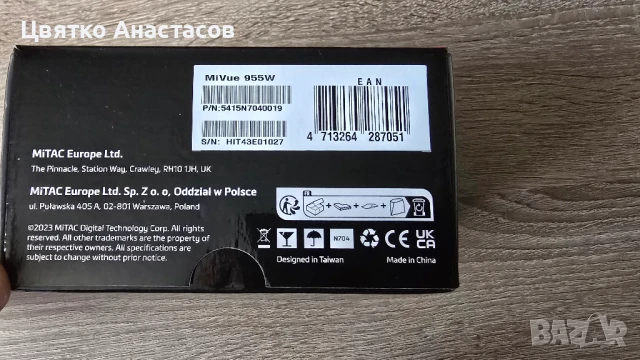 Цвятко Анастасов
MiVue 955W
P/N:5415N7040019
S/N: HIT43E01027
EAN
4 713264 287051
MiTAC Europe Ltd.
The Pinnacle, Station Way, Crawley, RH10 1JH, UK
MiTAC Europe Ltd. Sp. Z o. o, Oddział w Polsce
ul. Puławska 405 A, 02-801 Warszawa, Poland
©2023 MiTAC Digital Technology Corp. All rights
reserved. All other trademarks are the property of
their respective owners. All specifications are
subject to change without prior notice.
FR
N704
CE
UK
CA
Designed in Taiwan
Made in China
BAZAR